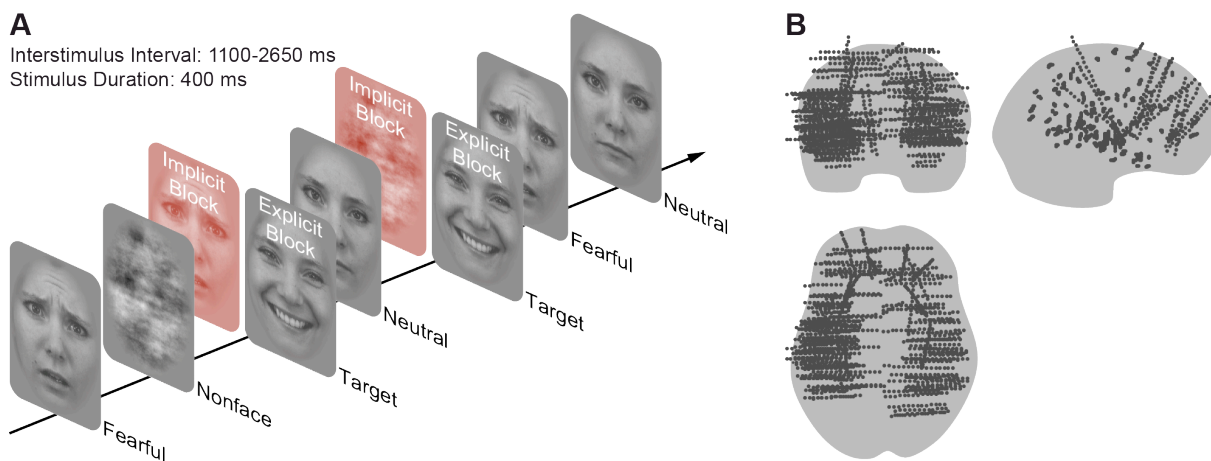 A
Interstimulus Interval: 1100-2650 ms
Stimulus Duration: 400 ms
Fearful
Nonface
Implicit
Block
Explicit
Block
Target
Neutral
Implicit
Block
Explicit
Block
Target
Fearful
Neutral
B